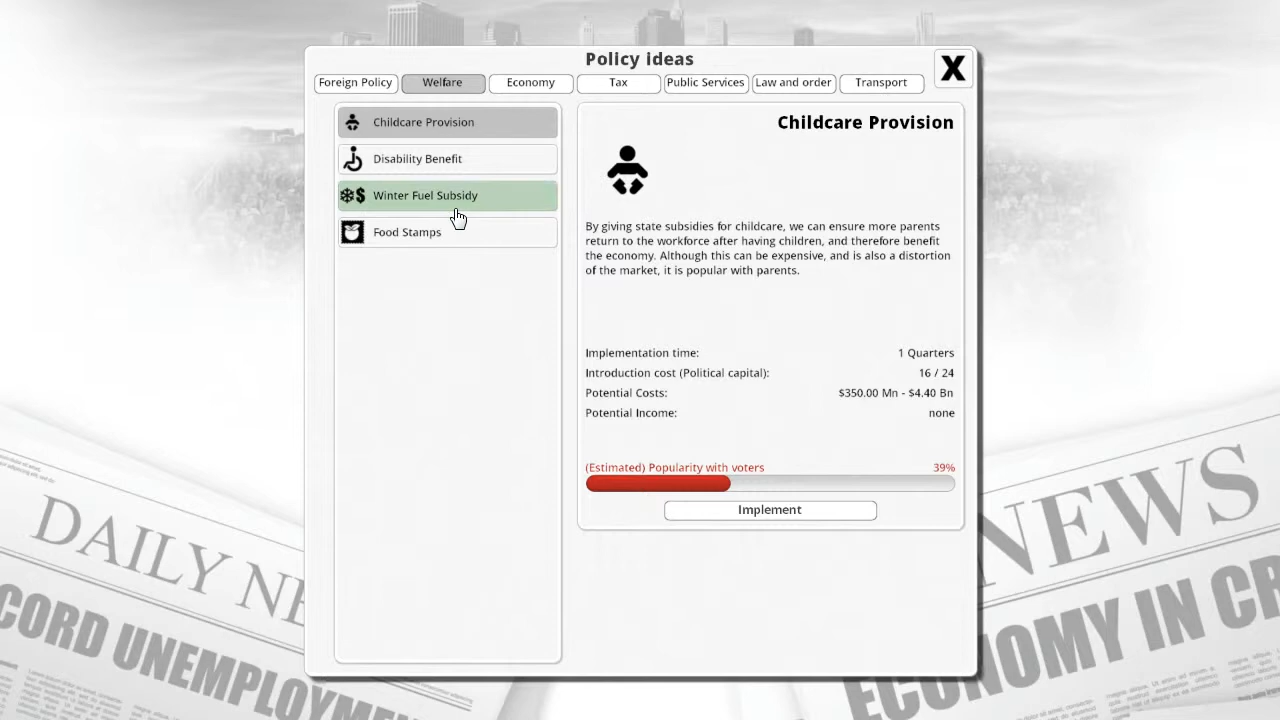 Policy ideas
X
Foreign Policy
Welfare
Economy
Tax
Public Services
Law and order
Transport
Childcare Provision
Disability Benefit
Winter Fuel Subsidy
Food Stamps
Childcare Provision
By giving state subsidies for childcare, we can ensure more parents
return to the workforce after having children, and therefore benefit
the economy. Although this can be expensive, and is also a distortion
of the market, it is popular with parents.
Implementation time: 1 Quarters
Introduction cost (Political capital): 16 / 24
Potential Costs: $350.00 Mn - $4.40 Bn
Potential Income: none
(Estimated) Popularity with voters 39%
Implement
DAILY NE
CORD UNEMPLOYM
NEWS
ECONOMY IN CR